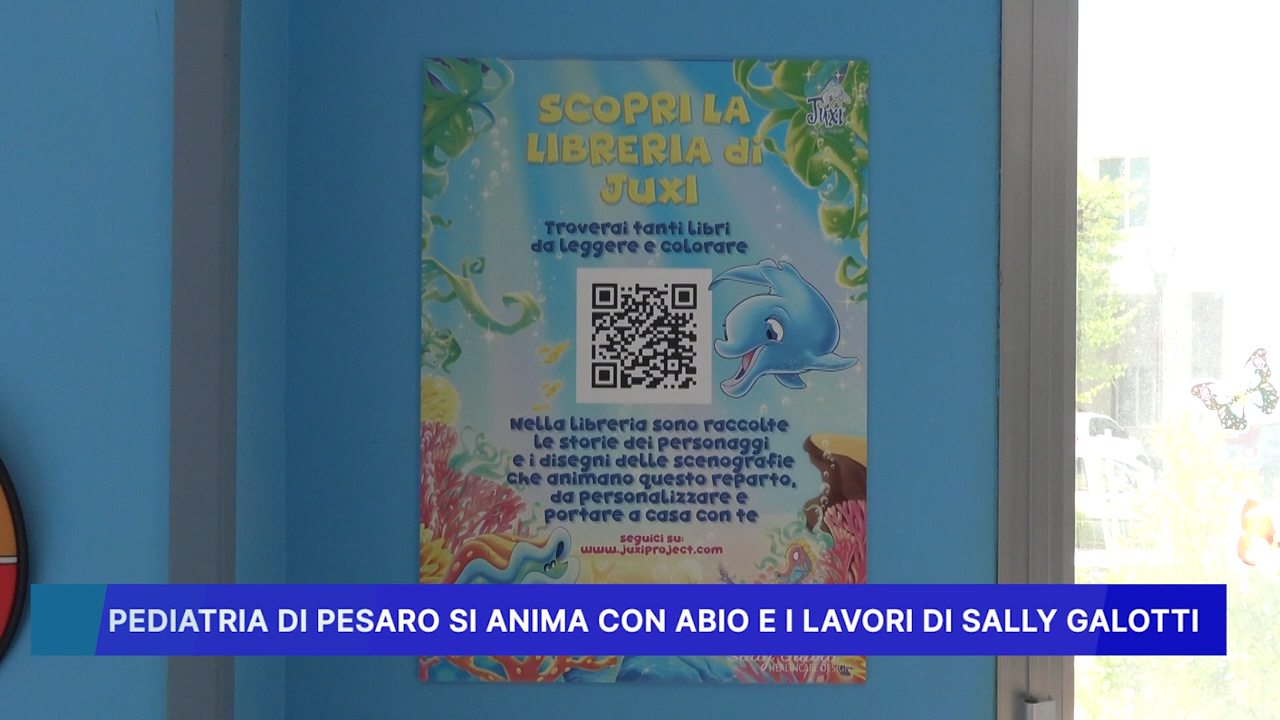 SCOPRI LA
LIBRERIA di
JUXI
Juxi
Troverai tanti libri
da leggere e colorare
Nella libreria sono raccolte
le storie dei personaggi
e i disegni delle scenografie
che animano questo reparto,
da personalizzare e
portare a casa con te
seguici su:
www.juxiproject.com
PEDIATRIA DI PESARO SI ANIMA CON ABIO E I LAVORI DI SALLY GALOTTI
HEALTHCARE DESIGN